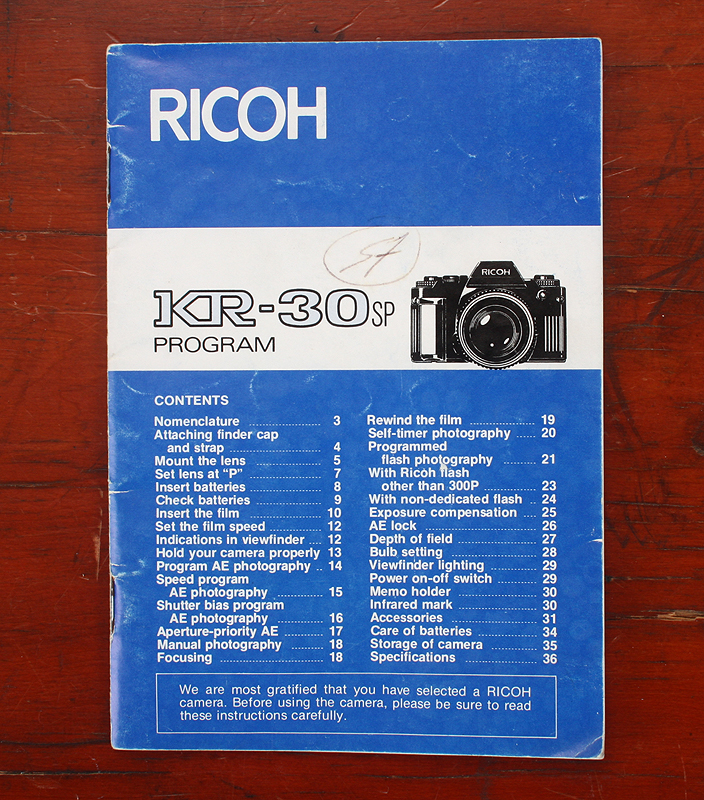 RICOH
KR-30SP
PROGRAM
RICOH
CONTENTS
Nomenclature ........ 3
Attaching finder cap
and strap ........ 4
Mount the lens ........ 5
Set lens at "P" ........ 7
Insert batteries ........ 8
Check batteries ........ 9
Insert the film ........ 10
Set the film speed ........ 12
Indications in viewfinder ... 12
Hold your camera properly 13
Program AE photography .. 14
Speed program
AE photography ........ 15
Shutter bias program
AE photography ........ 16
Aperture-priority AE ........ 17
Manual photography ........ 18
Focusing ........ 18
Rewind the film ........ 19
Self-timer photography ..... 20
Programmed
flash photography ........ 21
With Ricoh flash
other than 300P ........ 23
With non-dedicated flash .. 24
Exposure compensation .... 25
AE lock ........ 26
Depth of field ........ 27
Bulb setting ........ 28
Viewfinder lighting ........ 29
Power on-off switch ........ 29
Memo holder ........ 30
Infrared mark ........ 30
Accessories ........ 31
Care of batteries ........ 34
Storage of camera ........ 35
Specifications ........ 36
We are most gratified that you have selected a RICOH
camera. Before using the camera, please be sure to read
these instructions carefully.